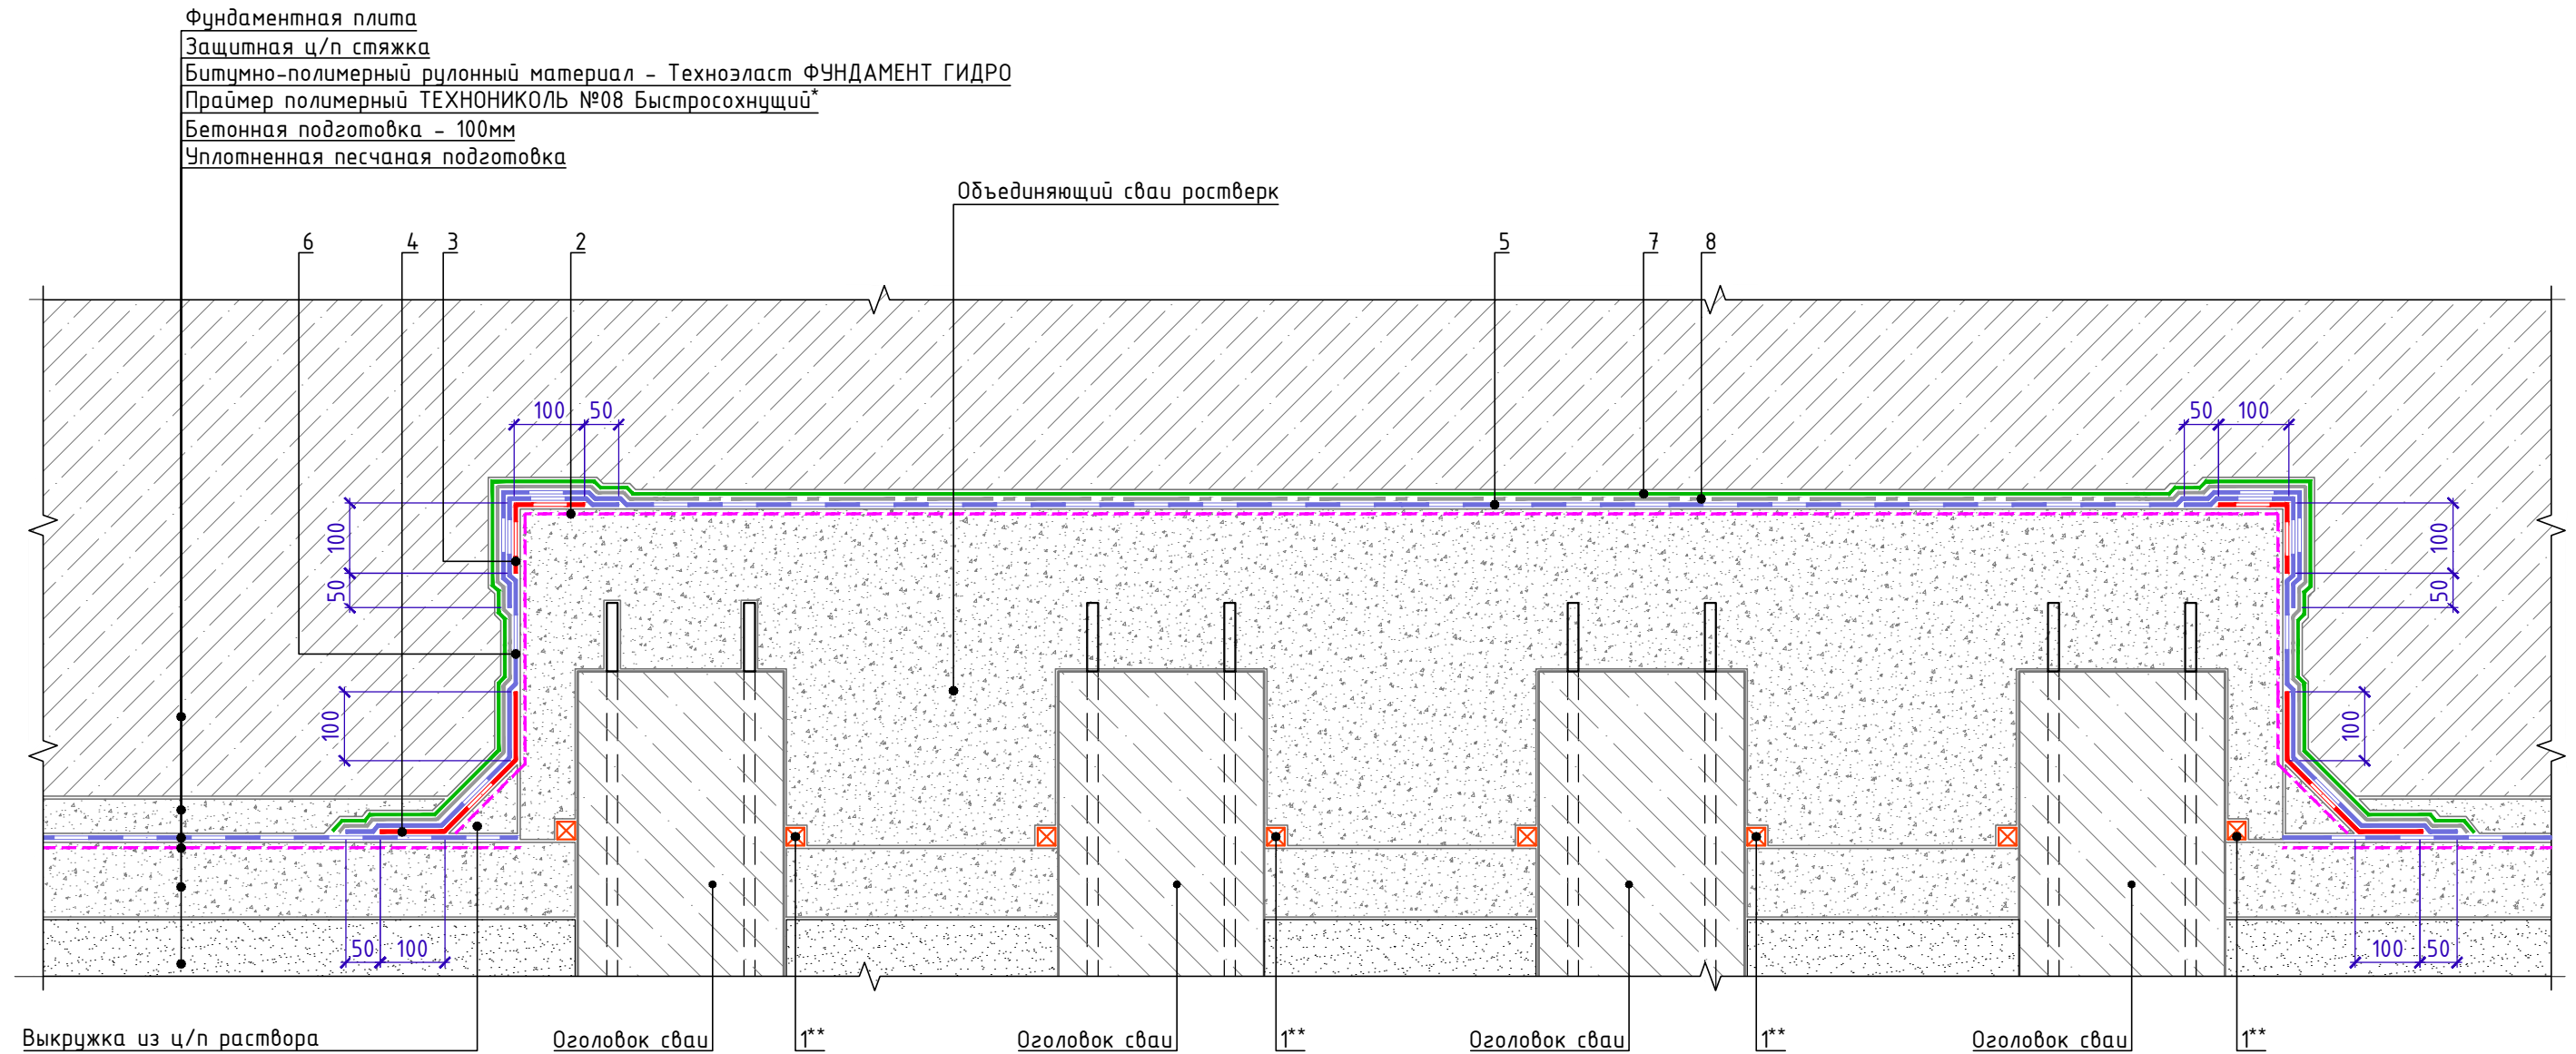 Фундаментная плита
Защитная ц/п стяжка
Битумно-полимерный рулонный материал - Техноэласт ФУНДАМЕНТ ГИДРО
Праймер полимерный ТЕХНОНИКОЛЬ №08 Быстросохнущий*
Бетонная подготовка - 100мм
Уплотненная песчаная подготовка
Объединяющий сваи ростверк
6 4 3 2 5 7 8
100 50 50 100
100
50
100
100
50
100
50 100 100 50
Выкружка из ц/п раствора Оголовок сваи 1** Оголовок сваи 1** Оголовок сваи 1** Оголовок сваи 1**